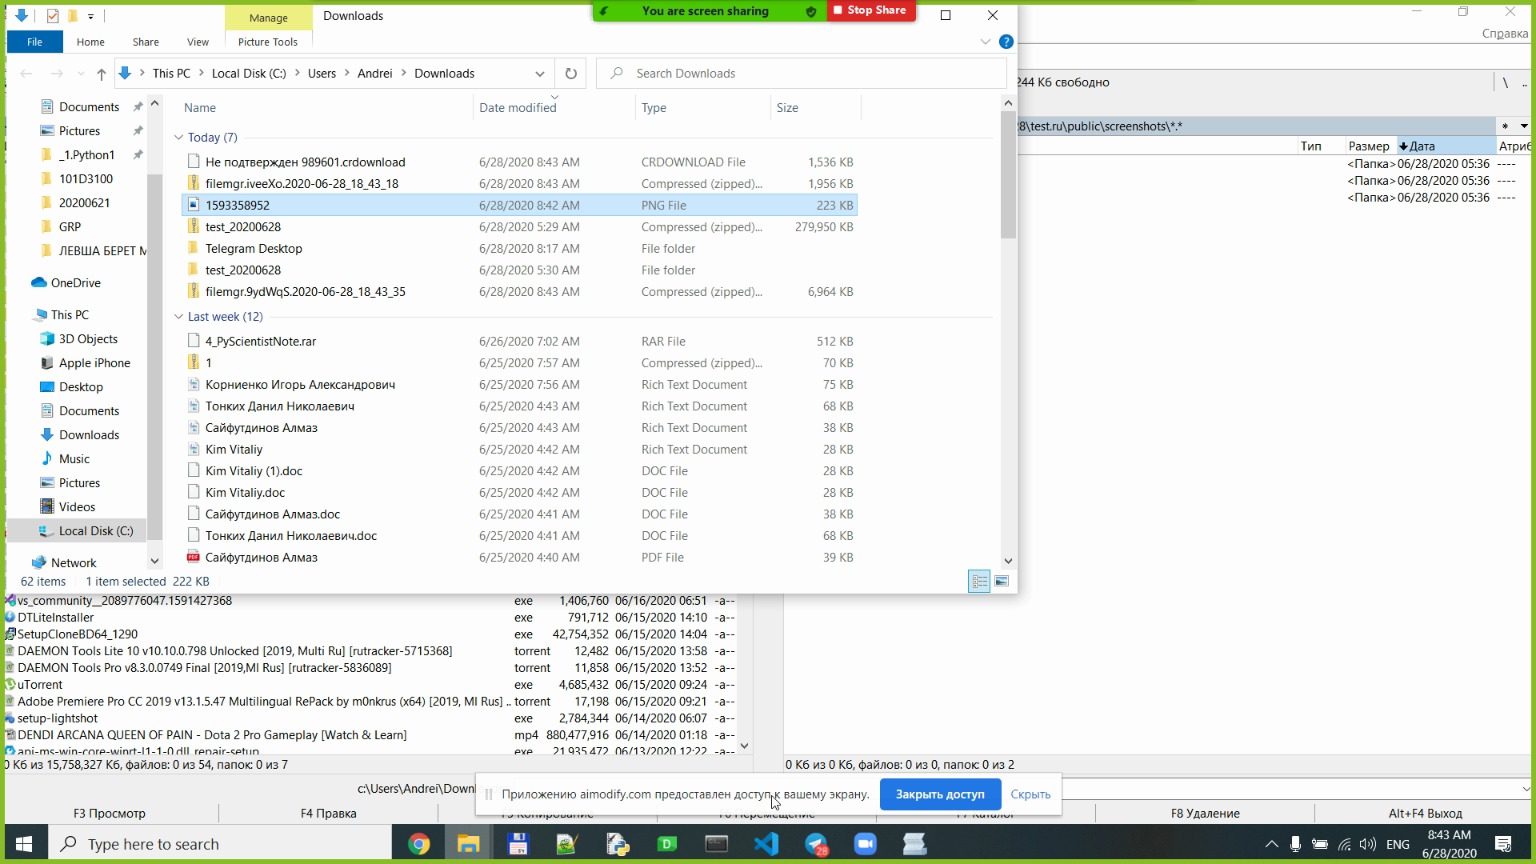 Manage
Downloads
You are screen sharing
Stop Share
File
Home
Share
View
Picture Tools
Справка
This PC
Local Disk (C:)
Users
Andrei
Downloads
Search Downloads
244 Кб свободно
\ ..
Documents
Pictures
_1.Python1
101D3100
20200621
GRP
ЛЕВША БЕРЕТ М
OneDrive
This PC
3D Objects
Apple iPhone
Desktop
Documents
Downloads
Music
Pictures
Videos
Local Disk (C:)
Network
Name Date modified Type Size
Today (7)
Не подтвержден 989601.crdownload 6/28/2020 8:43 AM CRDOWNLOAD File 1,536 KB
filemgr.iveeXo.2020-06-28_18_43_18 6/28/2020 8:43 AM Compressed (zipped)... 1,956 KB
1593358952 6/28/2020 8:42 AM PNG File 223 KB
test_20200628 6/28/2020 5:29 AM Compressed (zipped)... 279,950 KB
Telegram Desktop 6/28/2020 8:17 AM File folder
test_20200628 6/28/2020 5:30 AM File folder
filemgr.9ydWqS.2020-06-28_18_43_35 6/28/2020 8:43 AM Compressed (zipped)... 6,964 KB
Last week (12)
4_PyScientistNote.rar 6/26/2020 7:02 AM RAR File 512 KB
1 6/25/2020 7:57 AM Compressed (zipped)... 70 KB
Корниенко Игорь Александрович 6/25/2020 7:56 AM Rich Text Document 75 KB
Тонких Данил Николаевич 6/25/2020 4:43 AM Rich Text Document 68 KB
Сайфутдинов Алмаз 6/25/2020 4:43 AM Rich Text Document 38 KB
Kim Vitaliy 6/25/2020 4:42 AM Rich Text Document 28 KB
Kim Vitaliy (1).doc 6/25/2020 4:42 AM DOC File 28 KB
Kim Vitaliy.doc 6/25/2020 4:42 AM DOC File 28 KB
Сайфутдинов Алмаз.doc 6/25/2020 4:41 AM DOC File 38 KB
Тонких Данил Николаевич.doc 6/25/2020 4:41 AM DOC File 68 KB
Сайфутдинов Алмаз 6/25/2020 4:40 AM PDF File 39 KB
62 items 1 item selected 222 KB
8\test.ru\public\screenshots\*.*
* ▼
Тип Размер Дата Атриб
<Папка> 06/28/2020 05:36 ----
<Папка> 06/28/2020 05:36 ----
<Папка> 06/28/2020 05:36 ----
vs_community__2089776047.1591427368 exe 1,406,760 06/16/2020 06:51 -a--
DTLiteInstaller exe 791,712 06/15/2020 14:10 -a--
SetupCloneBD64_1290 exe 42,754,352 06/15/2020 14:04 -a--
DAEMON Tools Lite 10 v10.10.0.798 Unlocked [2019, Multi Ru] [rutracker-5715368] torrent 12,482 06/15/2020 13:58 -a--
DAEMON Tools Pro v8.3.0.0749 Final [2019,Ml Rus] [rutracker-5836089] torrent 11,858 06/15/2020 13:52 -a--
uTorrent exe 4,685,432 06/15/2020 09:24 -a--
Adobe Premiere Pro CC 2019 v13.1.5.47 Multilingual RePack by m0nkrus (x64) [2019, Ml Rus] .. torrent 17,198 06/15/2020 09:21 -a--
setup-lightshot exe 2,784,344 06/14/2020 06:07 -a--
DENDI ARCANA QUEEN OF PAIN - Dota 2 Pro Gameplay [Watch & Learn] mp4 880,477,916 06/14/2020 01:18 -a--
api-ms-win-core-winrt-l1-1-0.dll_repair-setup exe 21,935,472 06/13/2020 12:22 -a--
0 Кб из 15,758,327 Кб, файлов: 0 из 54, папок: 0 из 7
0 Кб из 0 Кб, файлов: 0 из 0, папок: 0 из 2
c:\Users\Andrei\Down
Приложению aimodify.com предоставлен доступ к вашему экрану.
Закрыть доступ
Скрыть
F3 Просмотр
F4 Правка
F8 Удаление
Alt+F4 Выход
Type here to search
28
ENG
8:43 AM
6/28/2020